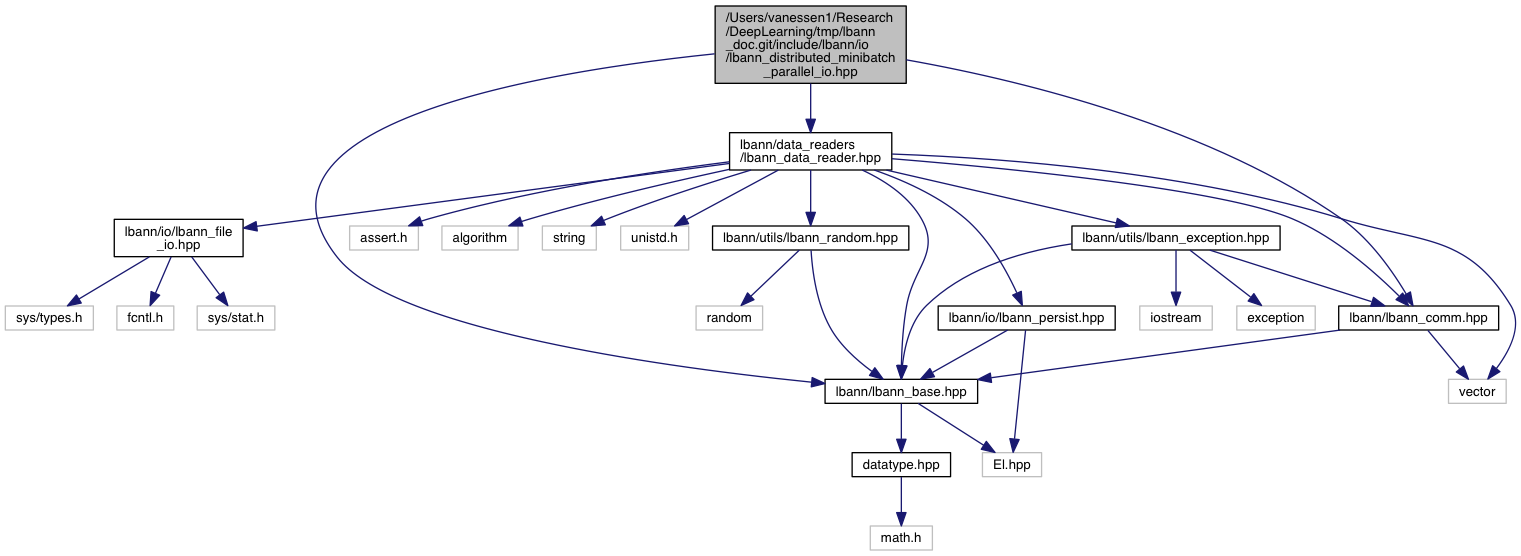 /Users/vanessen1/Research
/DeepLearning/tmp/lbann
_doc.git/include/lbann/io
/lbann_distributed_minibatch
_parallel_io.hpp
lbann/data_readers
/lbann_data_reader.hpp
lbann/io/lbann_file
_io.hpp
assert.h
algorithm
string
unistd.h
lbann/utils/lbann_random.hpp
lbann/utils/lbann_exception.hpp
sys/types.h
fcntl.h
sys/stat.h
random
lbann/io/lbann_persist.hpp
iostream
exception
lbann/lbann_comm.hpp
lbann/lbann_base.hpp
vector
datatype.hpp
El.hpp
math.h